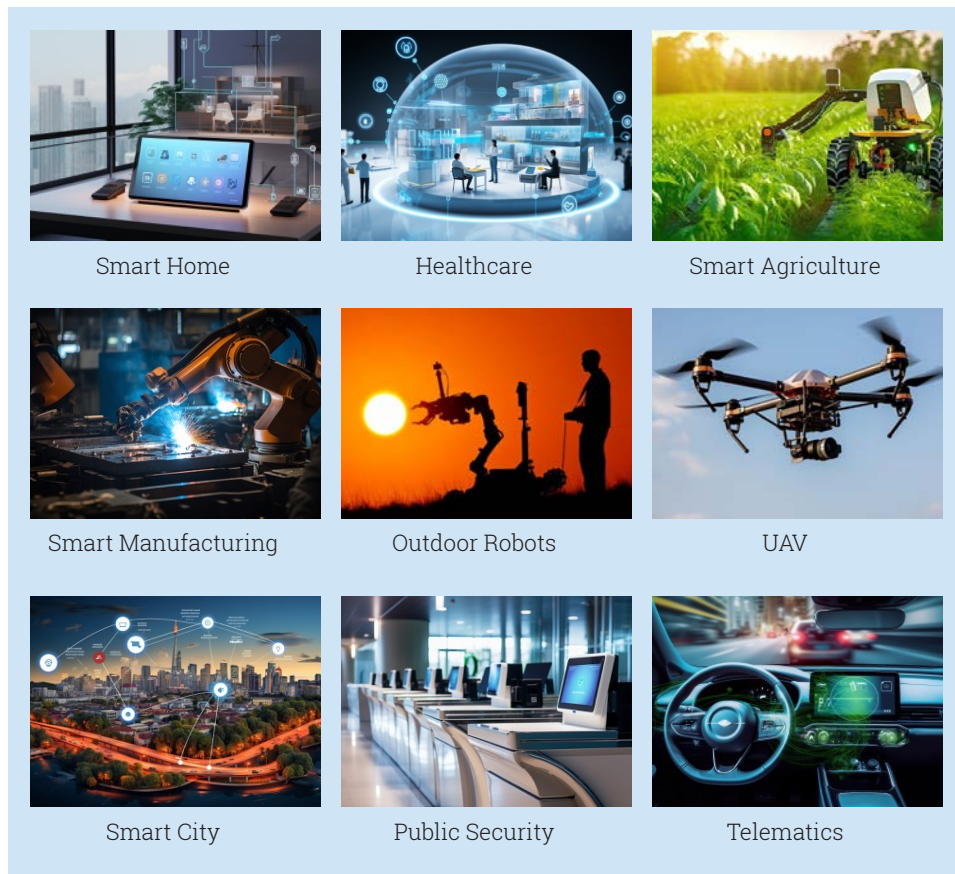 Smart Home
Healthcare
Smart Agriculture
Smart Manufacturing
Outdoor Robots
UAV
Smart City
Public Security
Telematics